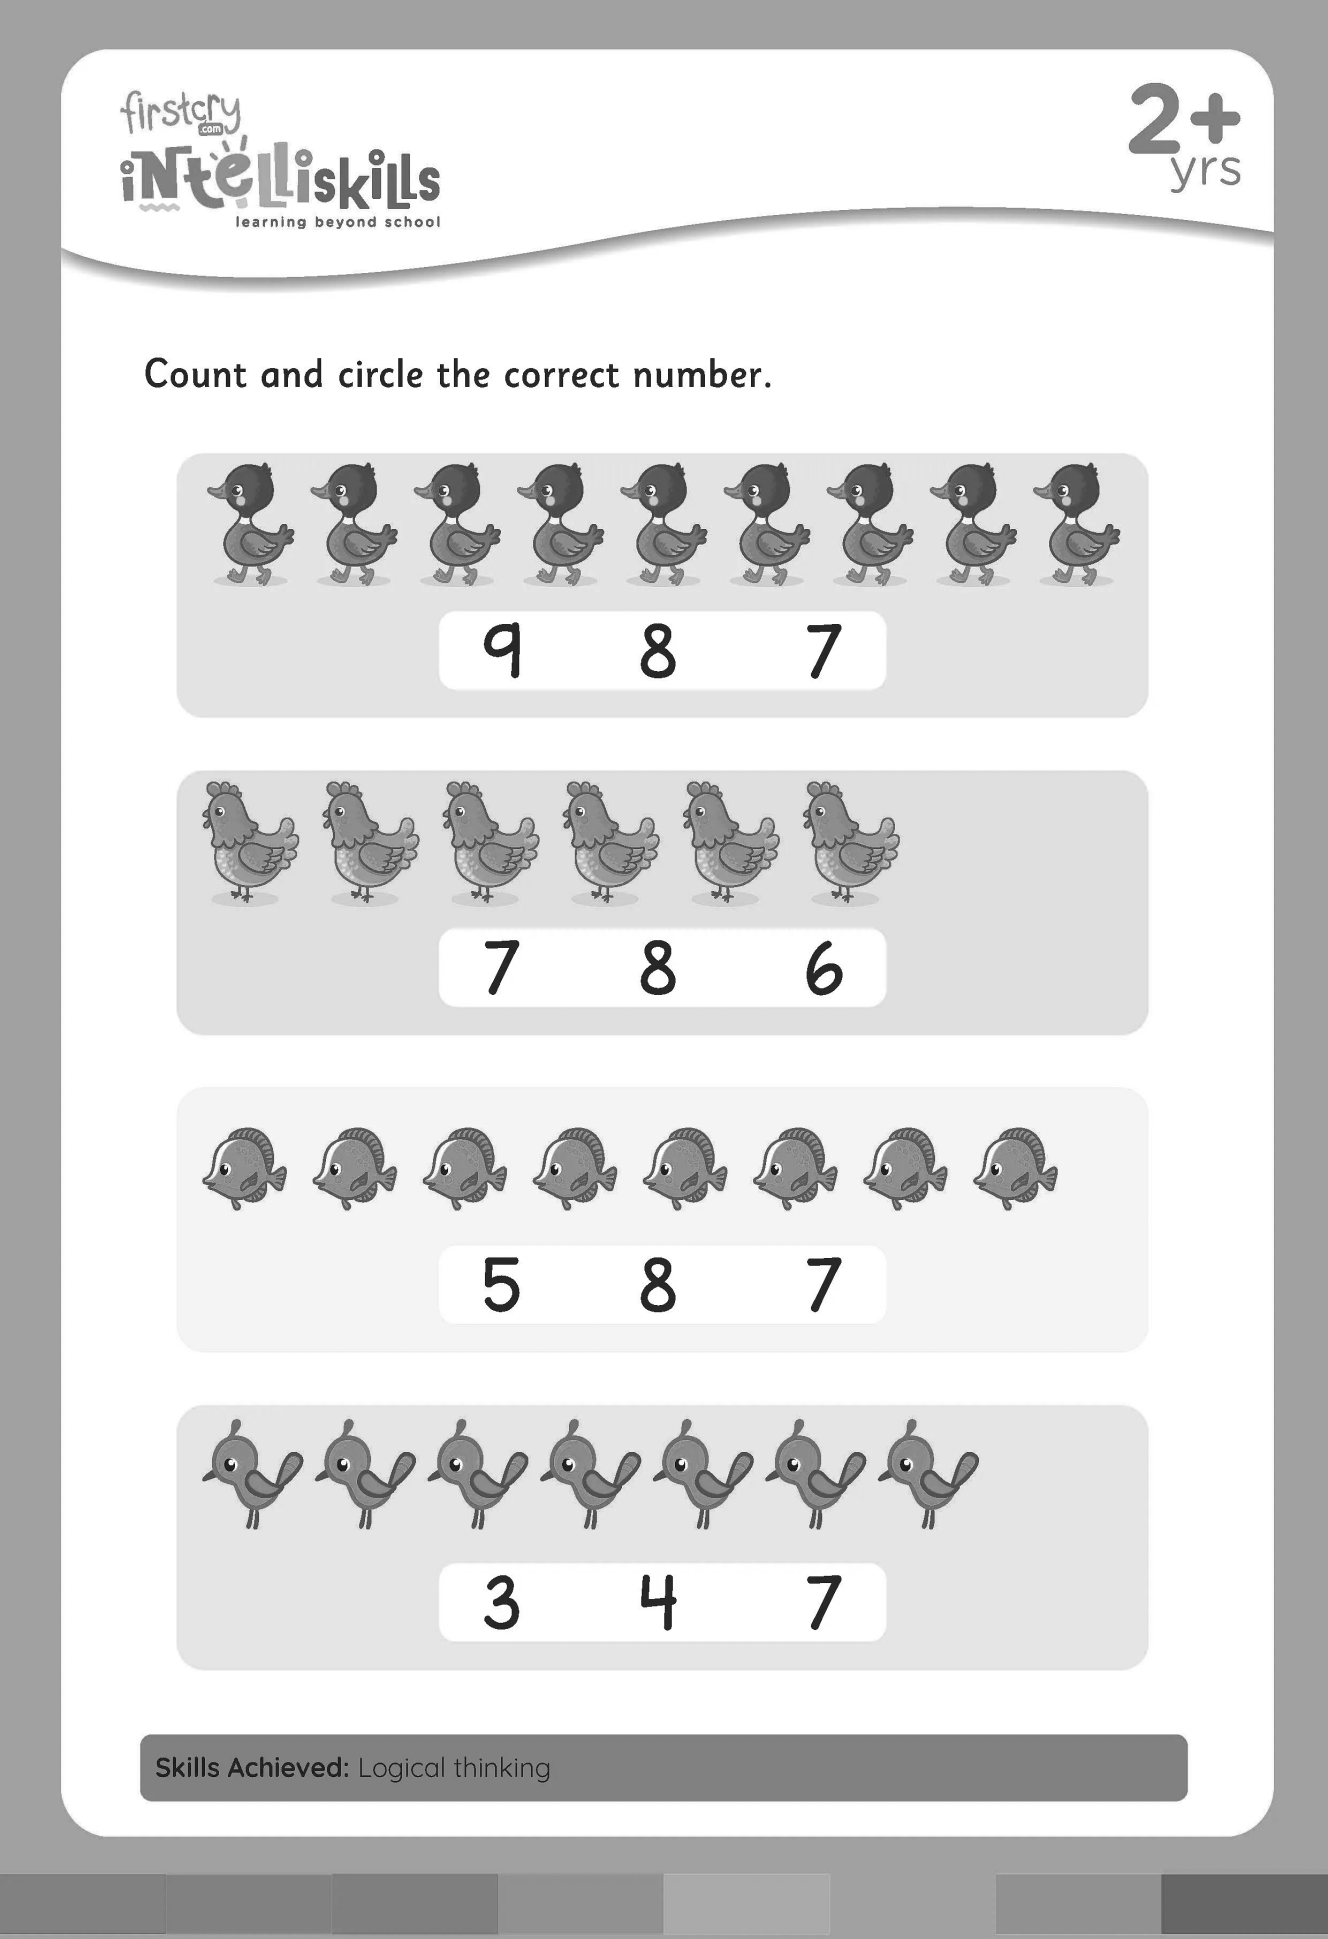 firstcry
.com
iNtelliskills
learning beyond school
2+
yrs
Count and circle the correct number.
9 8 7
7 8 6
5 8 7
3 4 7
Skills Achieved: Logical thinking